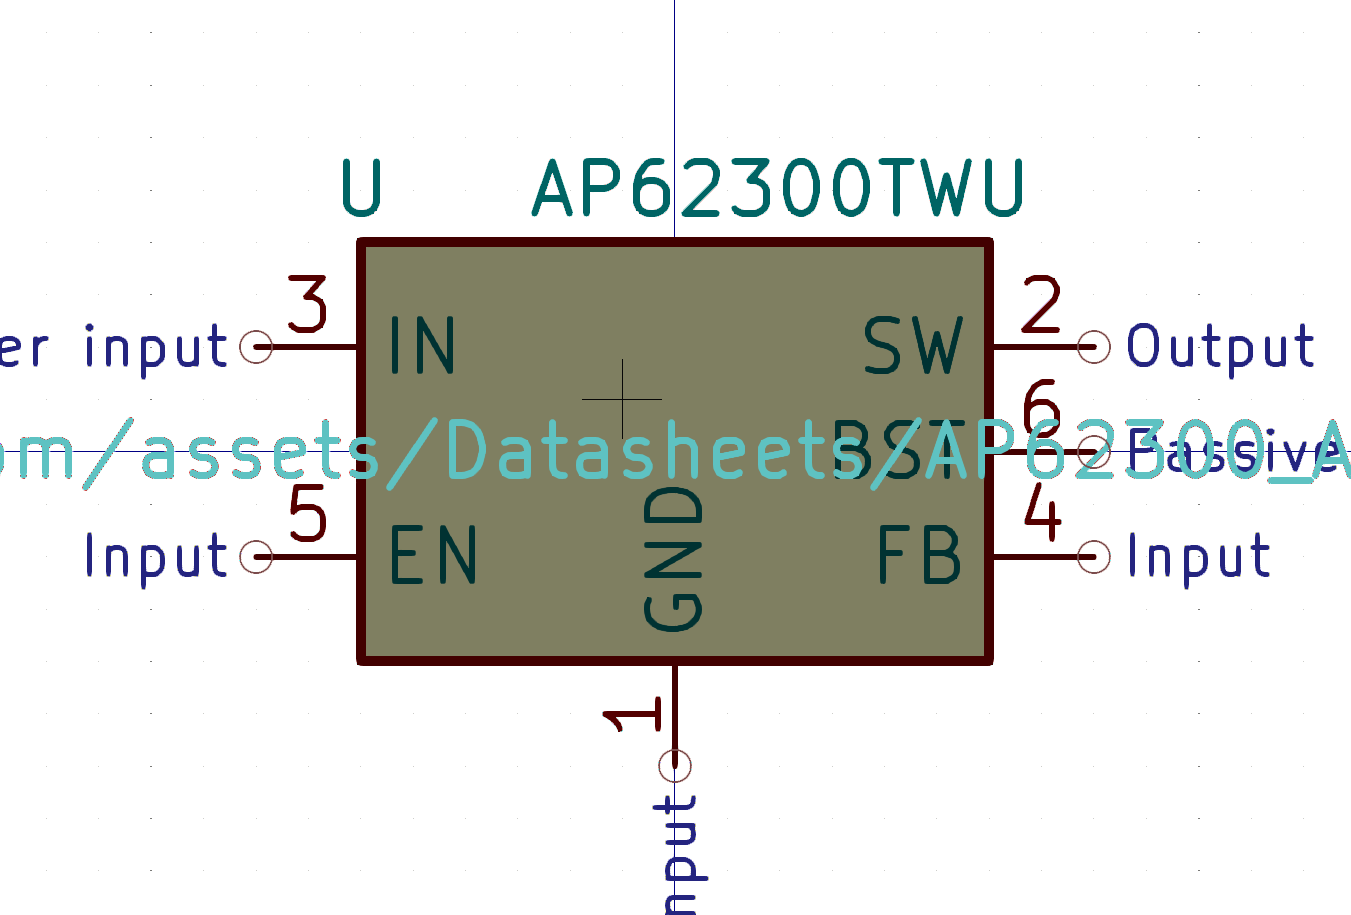 U AP62300TWU
3 2
er input IN SW Output
6
om/assets/Datasheets/AP62300_A
BST Passive
5 4
Input EN FB Input
GND
1
nput